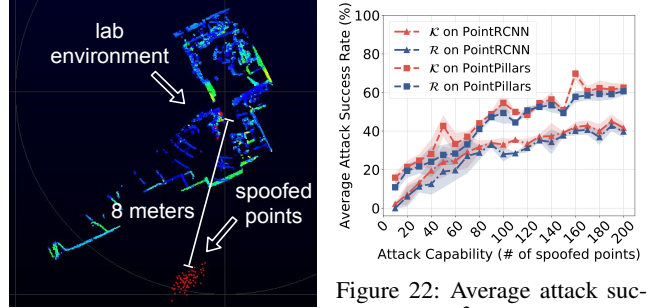 lab
environment
8 meters
spoofed
points
Average Attack Success Rate (%)
100
80
60
40
20
0
K on PointRCNN
R on PointRCNN
K on PointPillars
R on PointPillars
0 20 40 60 80 100 120 140 160 180 200
Attack Capability (# of spoofed points)
Figure 22: Average attack suc-